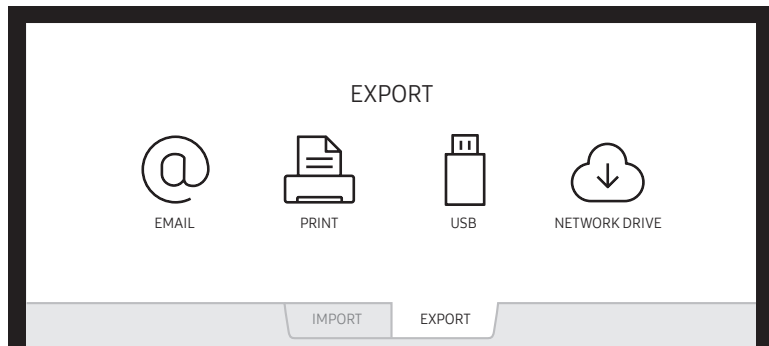 EXPORT
EMAIL PRINT USB NETWORK DRIVE
IMPORT EXPORT